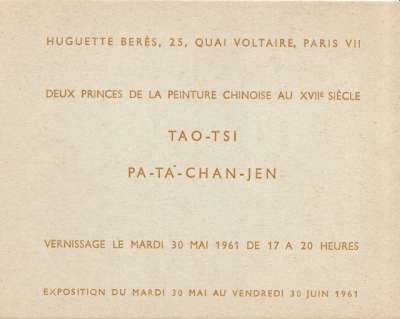 HUGUETTE BERÈS, 25, QUAI VOLTAIRE, PARIS VII
DEUX PRINCES DE LA PEINTURE CHINOISE AU XVIIe SIÈCLE
TAO-TSI
PA-TA-CHAN-JEN
VERNISSAGE LE MARDI 30 MAI 1961 DE 17 A 20 HEURES
EXPOSITION DU MARDI 30 MAI AU VENDREDI 30 JUIN 1961